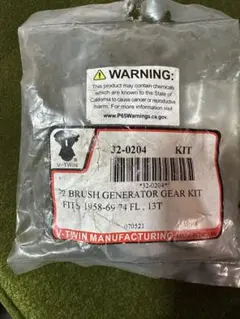 WARNING:
This product may contain chemicals
which are known to the State of
California to cause cancer or reproductive
harm. For more information visit
www.P65Warnings.ca.gov.
V-TWIN
32-0204 KIT
*32-0204*
2 BRUSH GENERATOR GEAR KIT
FITS 1958-69 74 FL , 13T
070521
V-TWIN MANUFACTURING